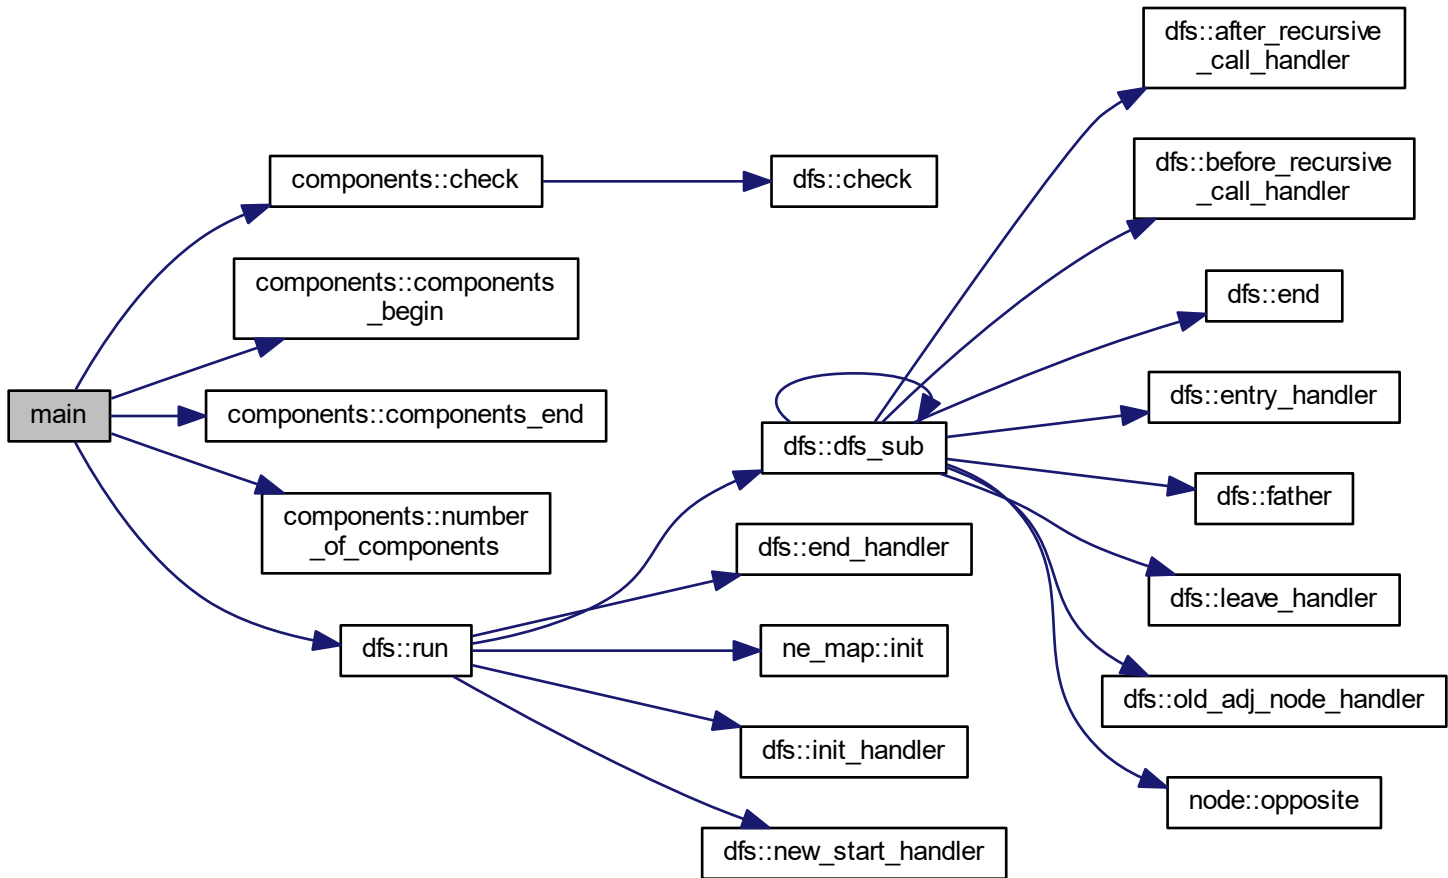 dfs::after_recursive
_call_handler
dfs::before_recursive
_call_handler
components::check
dfs::check
components::components
_begin
dfs::end
main
components::components_end
dfs::dfs_sub
dfs::entry_handler
dfs::father
components::number
_of_components
dfs::end_handler
dfs::leave_handler
dfs::run
ne_map::init
dfs::old_adj_node_handler
dfs::init_handler
node::opposite
dfs::new_start_handler